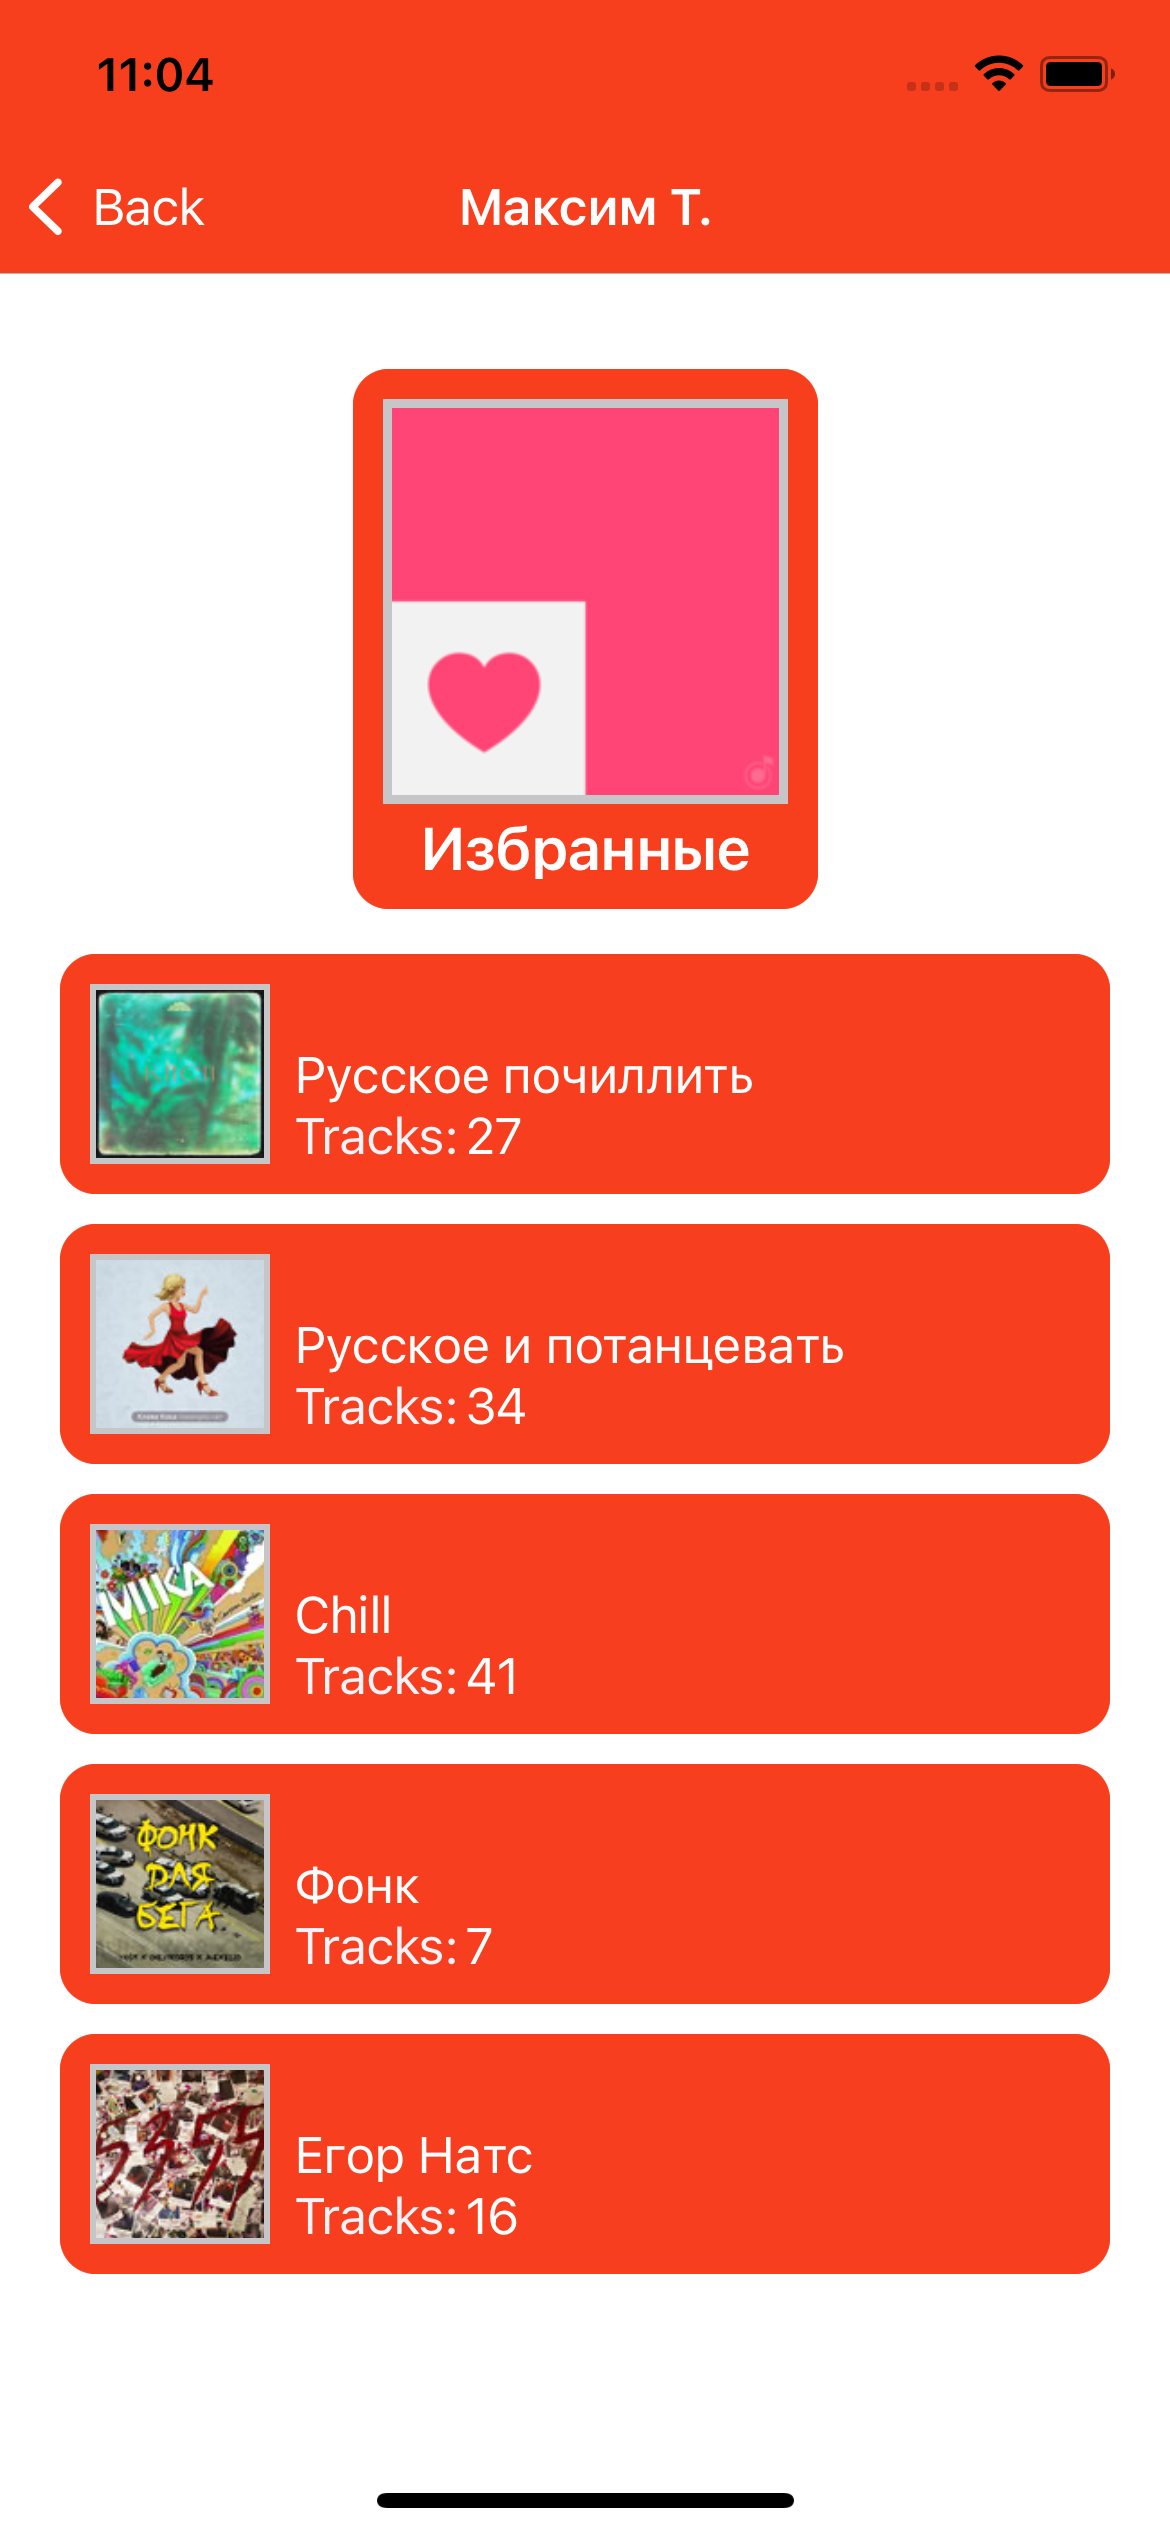 11:04
Back
Максим Т.
Избранные
Русское почиллить
Tracks: 27
Русское и потанцевать
Tracks: 34
Chill
Tracks: 41
MIKA
Фонк
Tracks: 7
ФОНК
ДЛЯ
БЕГА
Егор Натс
Tracks: 16